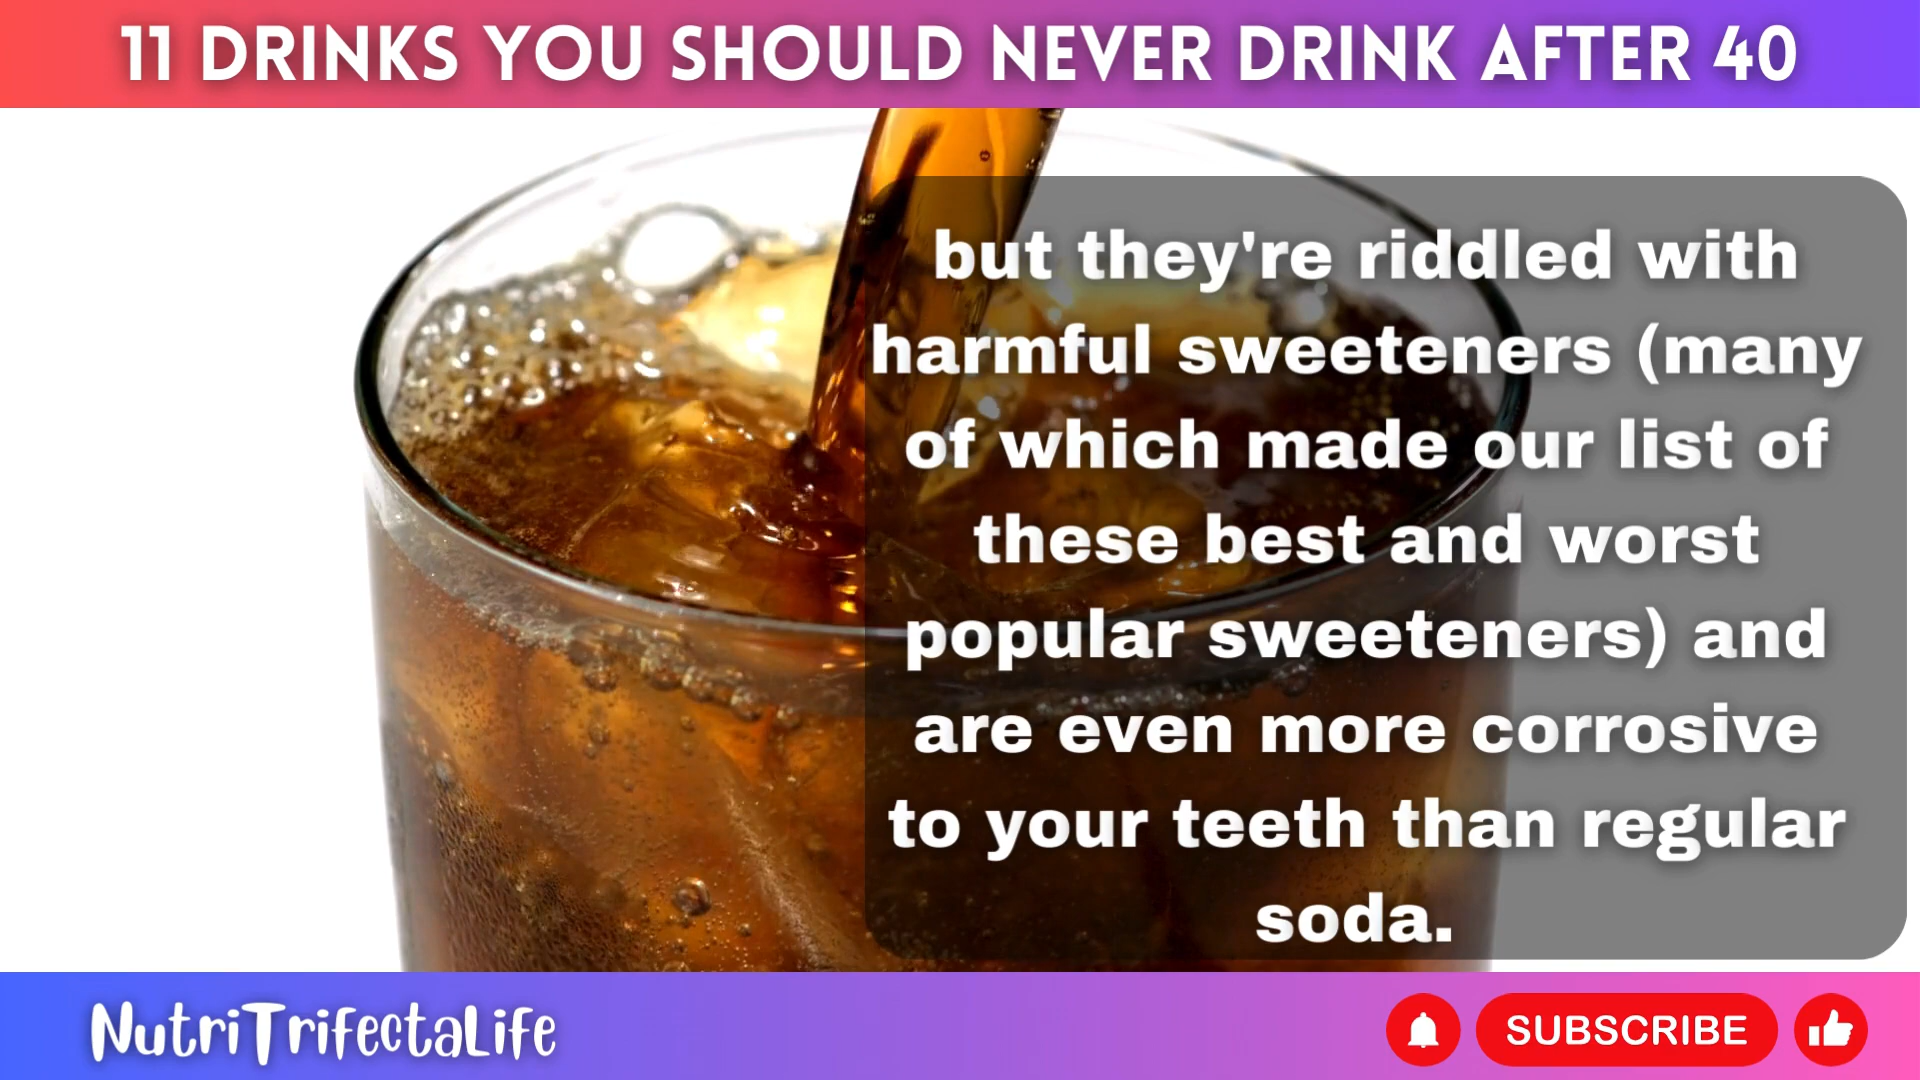 11 DRINKS YOU SHOULD NEVER DRINK AFTER 40
but they're riddled with
harmful sweeteners (many
of which made our list of
these best and worst
popular sweeteners) and
are even more corrosive
to your teeth than regular
soda.
NutriTrifectaLife
SUBSCRIBE